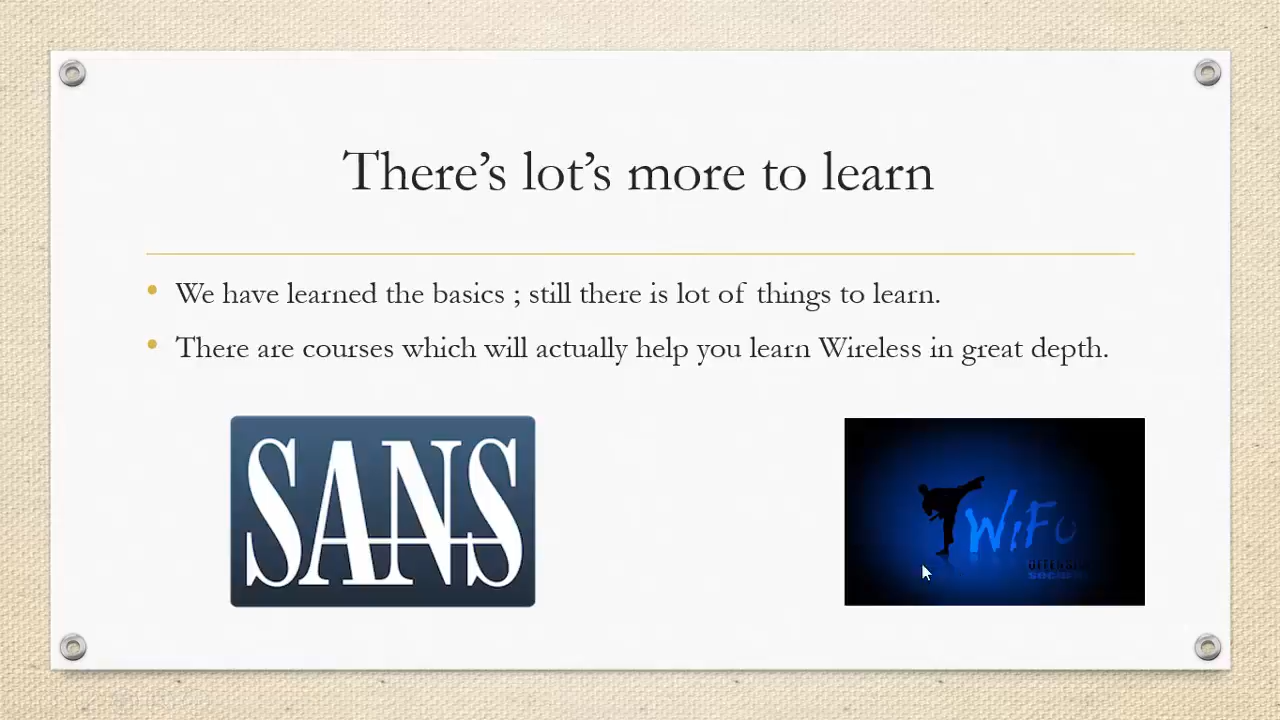 There’s lot’s more to learn
We have learned the basics ; still there is lot of things to learn.
There are courses which will actually help you learn Wireless in great depth.
SANS
WiFu